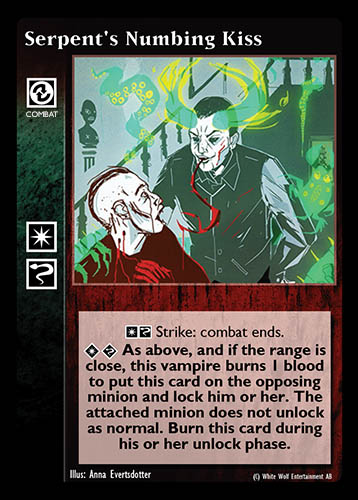 Serpent's Numbing Kiss
COMBAT
Strike: combat ends.
As above, and if the range is
close, this vampire burns 1 blood
to put this card on the opposing
minion and lock him or her. The
attached minion does not unlock
as normal. Burn this card during
his or her unlock phase.
Illus: Anna Evertsdotter
(C) White Wolf Entertainment AB